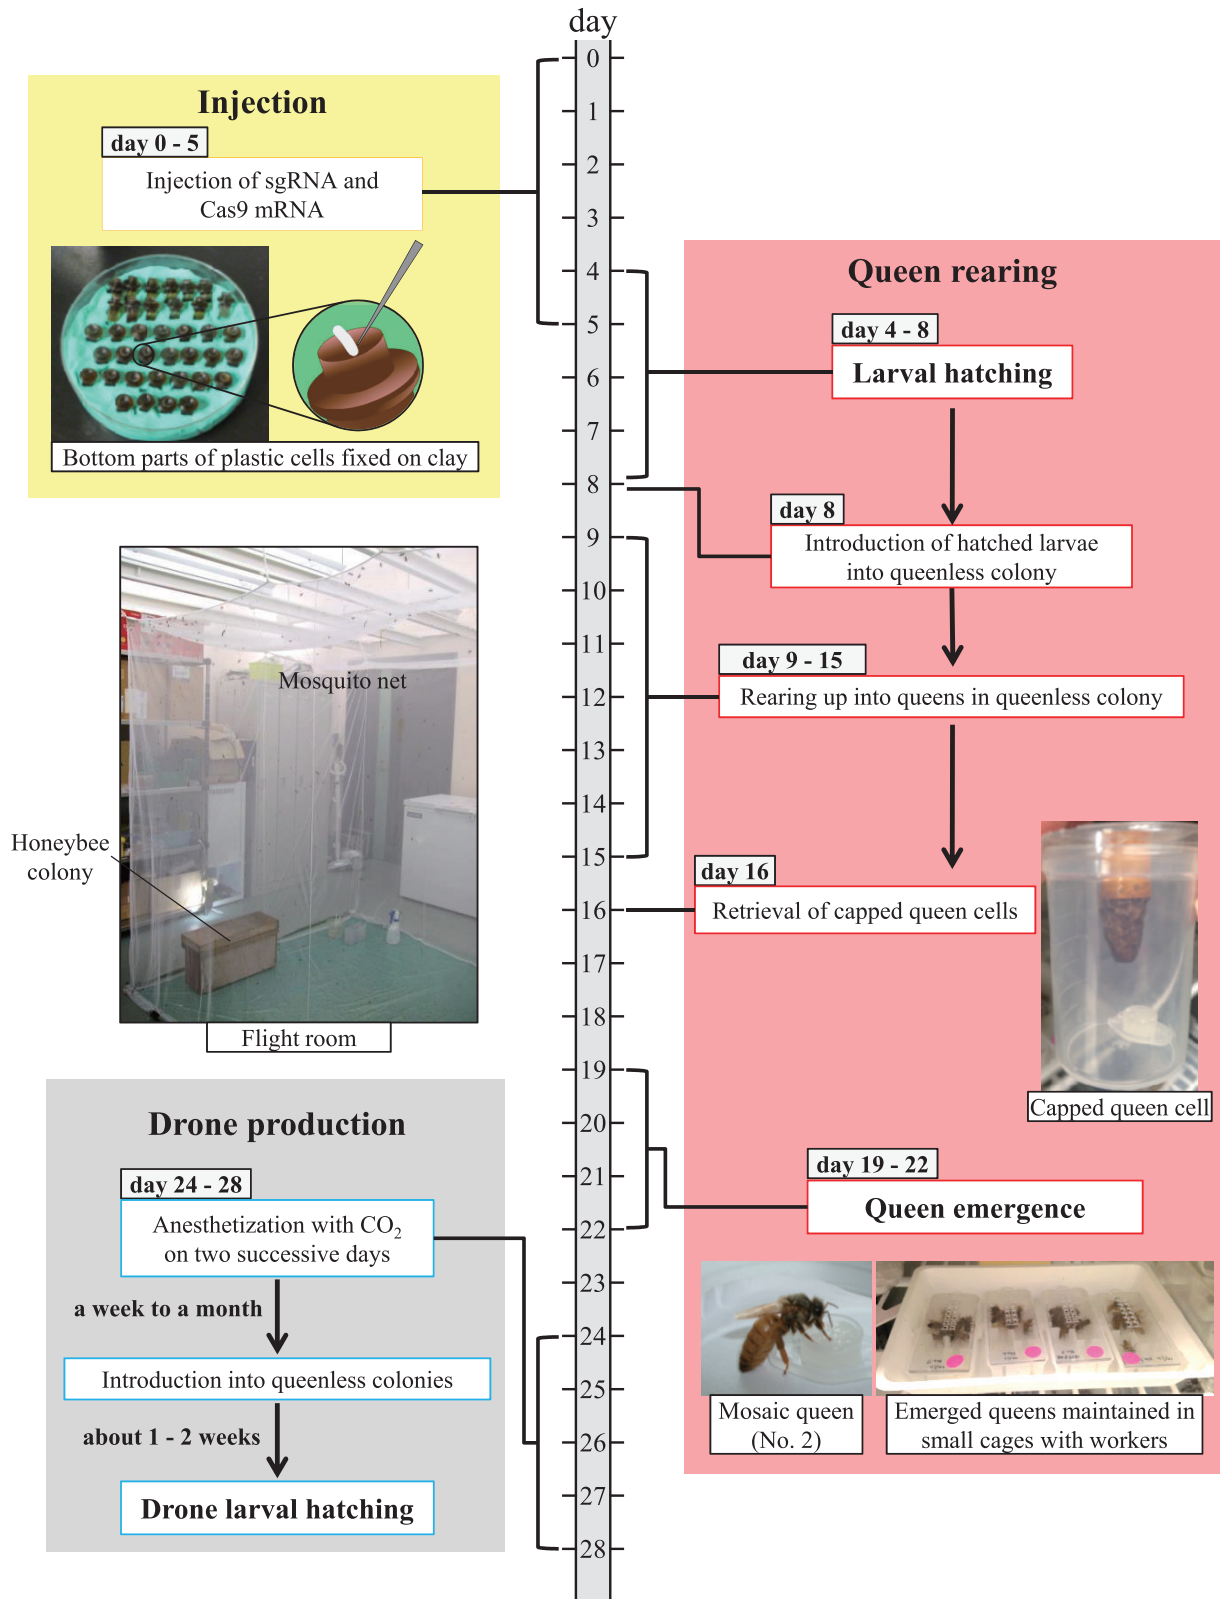 day
0
1
2
3
4
5
6
7
8
9
10
11
12
13
14
15
16
17
18
19
20
21
22
23
24
25
26
27
28
Injection
day 0 - 5
Injection of sgRNA and
Cas9 mRNA
Bottom parts of plastic cells fixed on clay
Queen rearing
day 4 - 8
Larval hatching
day 8
Introduction of hatched larvae
into queenless colony
day 9 - 15
Rearing up into queens in queenless colony
day 16
Retrieval of capped queen cells
Capped queen cell
day 19 - 22
Queen emergence
Mosaic queen
(No. 2)
Emerged queens maintained in
small cages with workers
Mosquito net
Honeybee
colony
Flight room
Drone production
day 24 - 28
Anesthetization with CO₂
on two successive days
a week to a month
Introduction into queenless colonies
about 1 - 2 weeks
Drone larval hatching